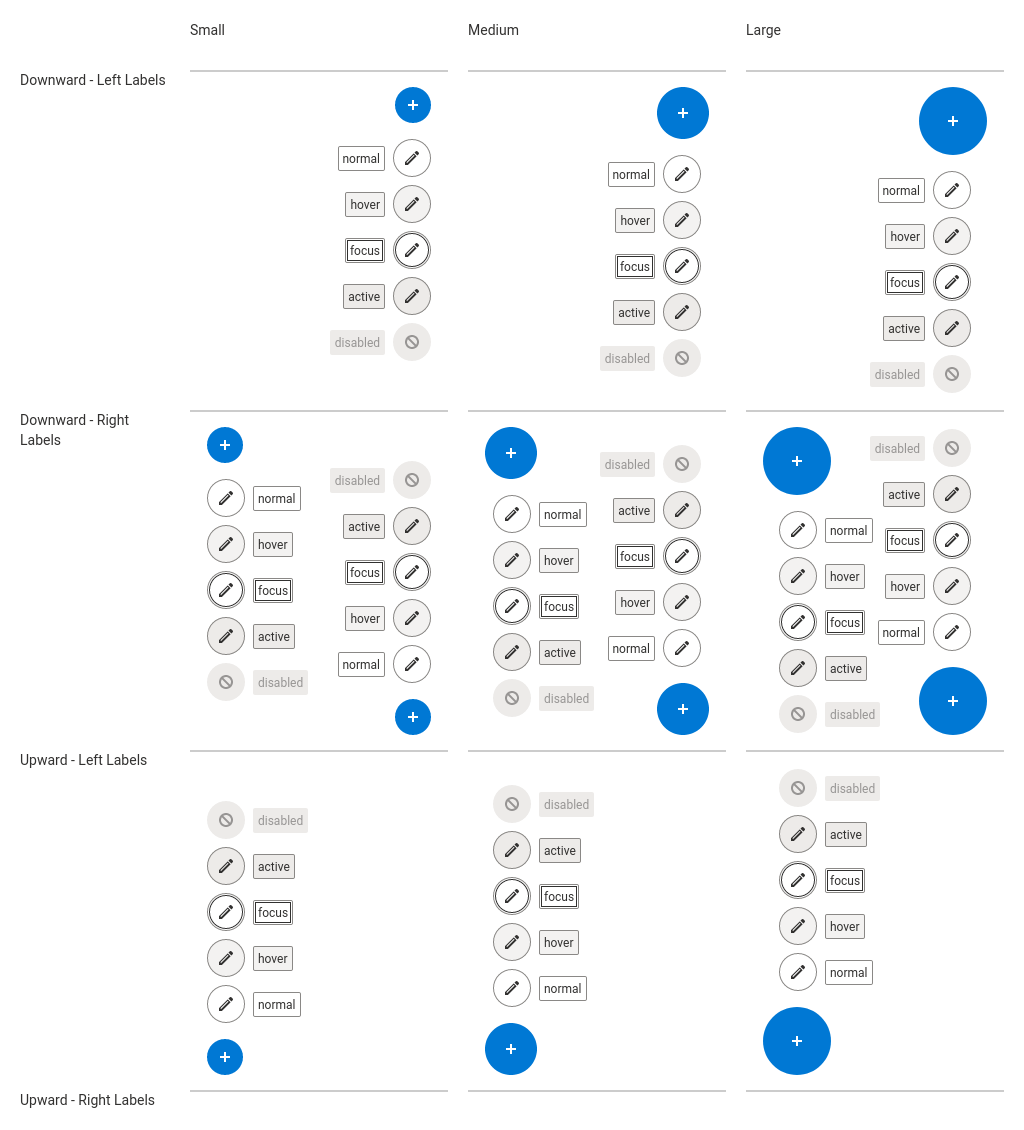 Small
Medium
Large
Downward - Left Labels
normal
hover
focus
active
disabled
normal
hover
focus
active
disabled
normal
hover
focus
active
disabled
Downward - Right
Labels
normal
hover
focus
active
disabled
disabled
active
focus
hover
normal
normal
hover
focus
active
disabled
disabled
active
focus
hover
normal
normal
hover
focus
active
disabled
disabled
active
focus
hover
normal
Upward - Left Labels
disabled
active
focus
hover
normal
disabled
active
focus
hover
normal
disabled
active
focus
hover
normal
Upward - Right Labels